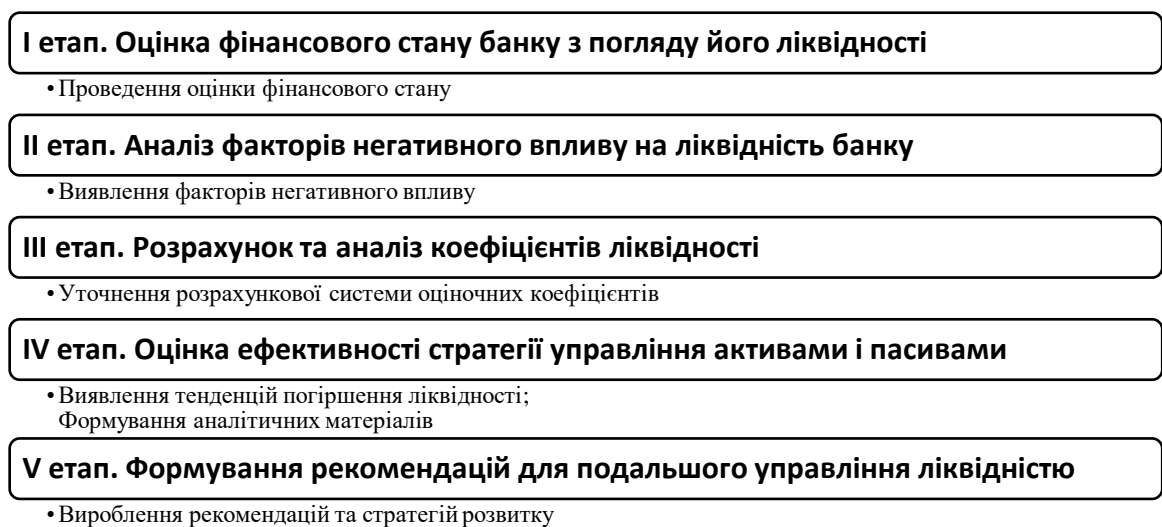 І етап. Оцінка фінансового стану банку з погляду його ліквідності
•Проведення оцінки фінансового стану
ІІ етап. Аналіз факторів негативного впливу на ліквідність банку
•Виявлення факторів негативного впливу
ІІІ етап. Розрахунок та аналіз коефіцієнтів ліквідності
•Уточнення розрахункової системи оціночних коефіцієнтів
IV етап. Оцінка ефективності стратегії управління активами і пасивами
•Виявлення тенденцій погіршення ліквідності;
Формування аналітичних матеріалів
V етап. Формування рекомендацій для подальшого управління ліквідністю
•Вироблення рекомендацій та стратегій розвитку